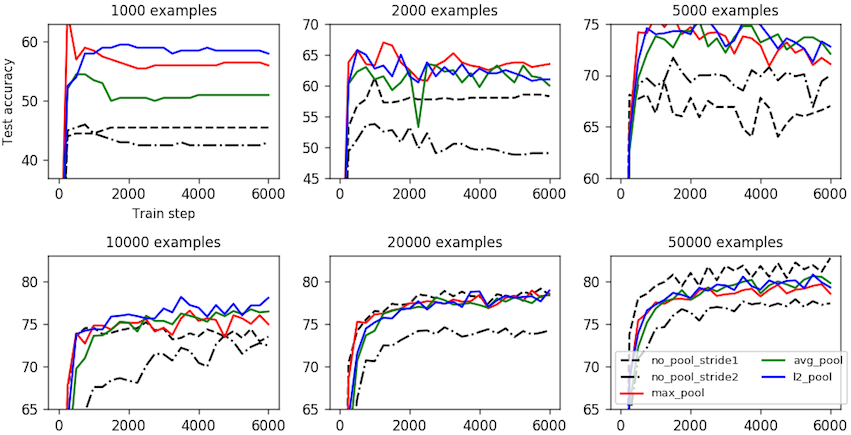 1000 examples
2000 examples
5000 examples
60
50
40
70
65
60
55
50
45
75
70
65
60
0 2000 4000 6000
0 2000 4000 6000
0 2000 4000 6000
Test accuracy
Train step
10000 examples
20000 examples
50000 examples
80
75
70
65
80
75
70
65
80
75
70
65
0 2000 4000 6000
0 2000 4000 6000
0 2000 4000 6000
no_pool_stride1
no_pool_stride2
max_pool
avg_pool
l2_pool